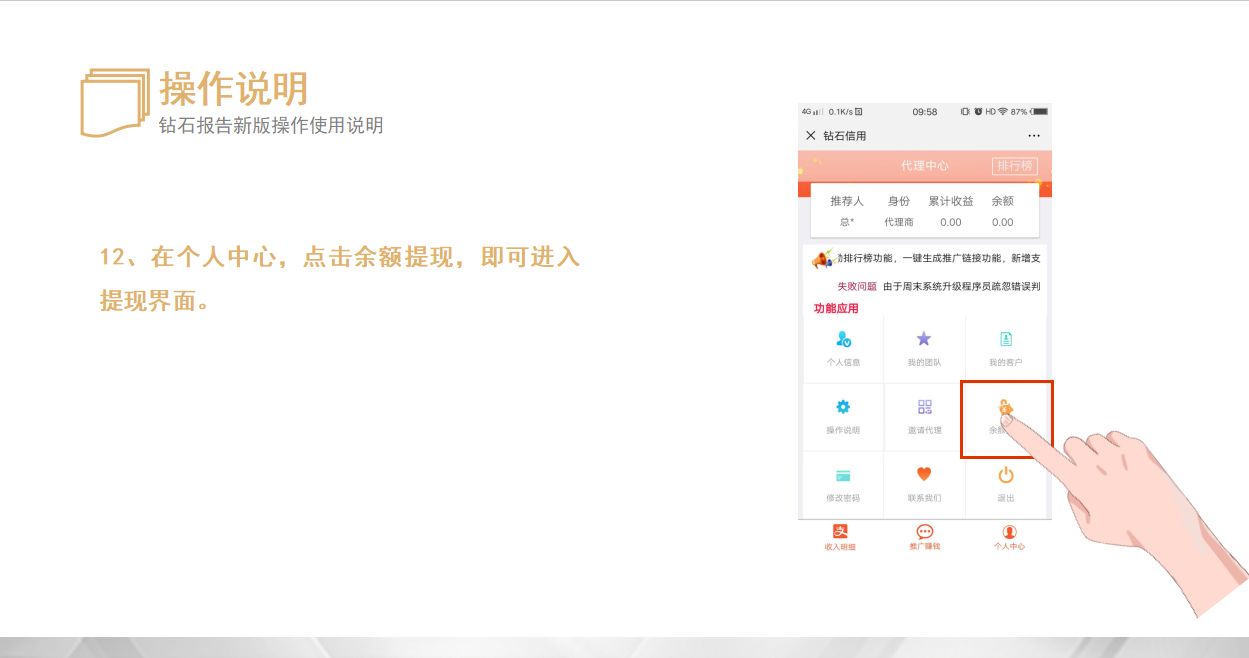 操作说明
钻石报告新版操作使用说明
12、在个人中心，点击余额提现，即可进入
提现界面。
4G 0.1K/s 09:58 HD 87%
钻石信用
代理中心 排行榜
推荐人 身份 累计收益 余额
总* 代理商 0.00 0.00
排行榜功能，一键生成推广链接功能，新增支
失败问题 由于周末系统升级程序员疏忽错误判
功能应用
个人信息 我的团队 我的客户
操作说明 邀请代理 余
修改密码 联系我们 退出
收入明细 推广赚钱 个人中心